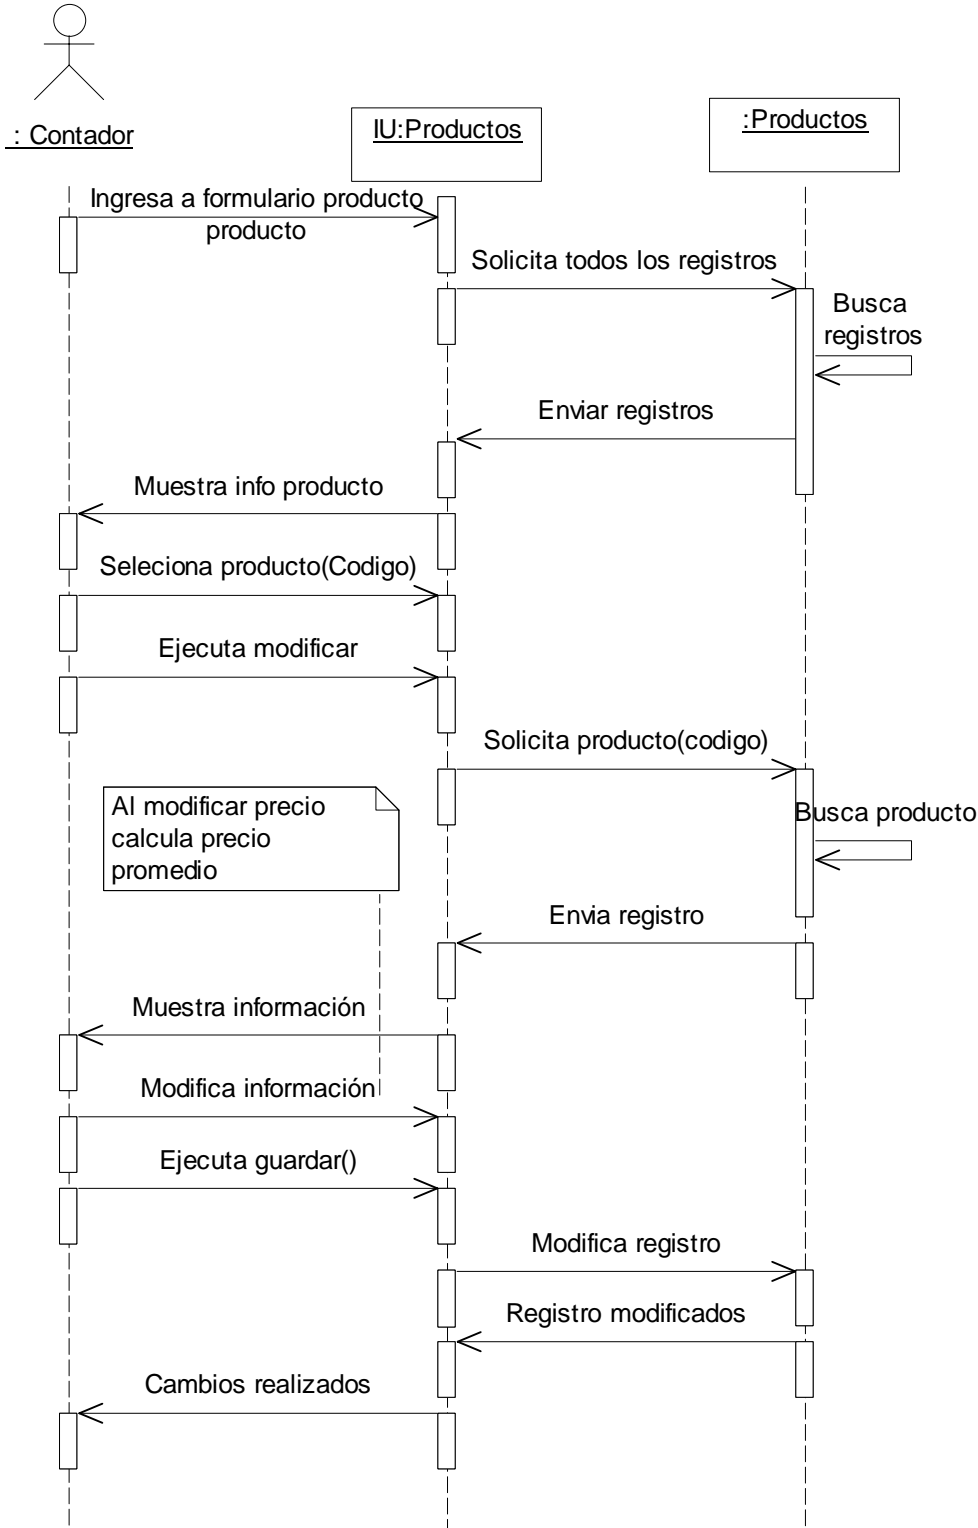 : Contador
IU:Productos
:Productos
Ingresa a formulario producto
producto
Solicita todos los registros
Busca
registros
Enviar registros
Muestra info producto
Seleciona producto(Codigo)
Ejecuta modificar
Solicita producto(codigo)
Al modificar precio
calcula precio
promedio
Busca producto
Envia registro
Muestra información
Modifica información
Ejecuta guardar()
Modifica registro
Registro modificados
Cambios realizados